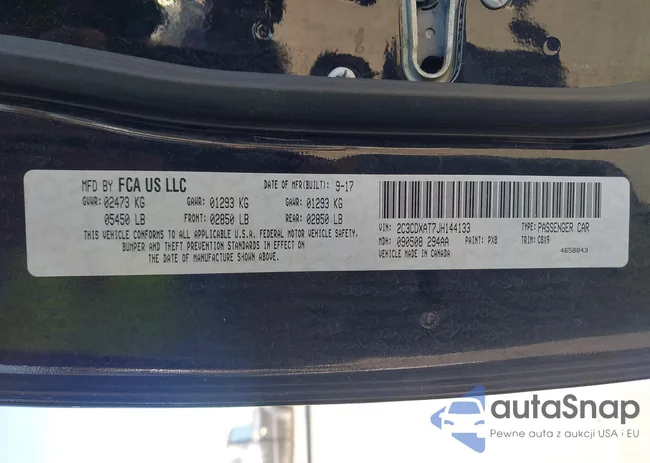 MFD BY FCA US LLC DATE OF MFR(BUILT): 9-17
GVWR: 02473 KG GAWR: 01293 KG GAWR: 01293 KG
05450 LB FRONT: 02850 LB REAR: 02850 LB
THIS VEHICLE CONFORMS TO ALL APPLICABLE U.S.A. FEDERAL MOTOR VEHICLE SAFETY,
BUMPER AND THEFT PREVENTION STANDARDS IN EFFECT ON
THE DATE OF MANUFACTURE SHOWN ABOVE.
VIN: 2C3CDXAT7JH144133 TYPE: PASSENGER CAR
MDH: 090508 294AA PAINT: PX8 TRIM: CBX9
VEHICLE MADE IN CANADA 4658843
autaSnap
Pewne auta z aukcji USA i EU